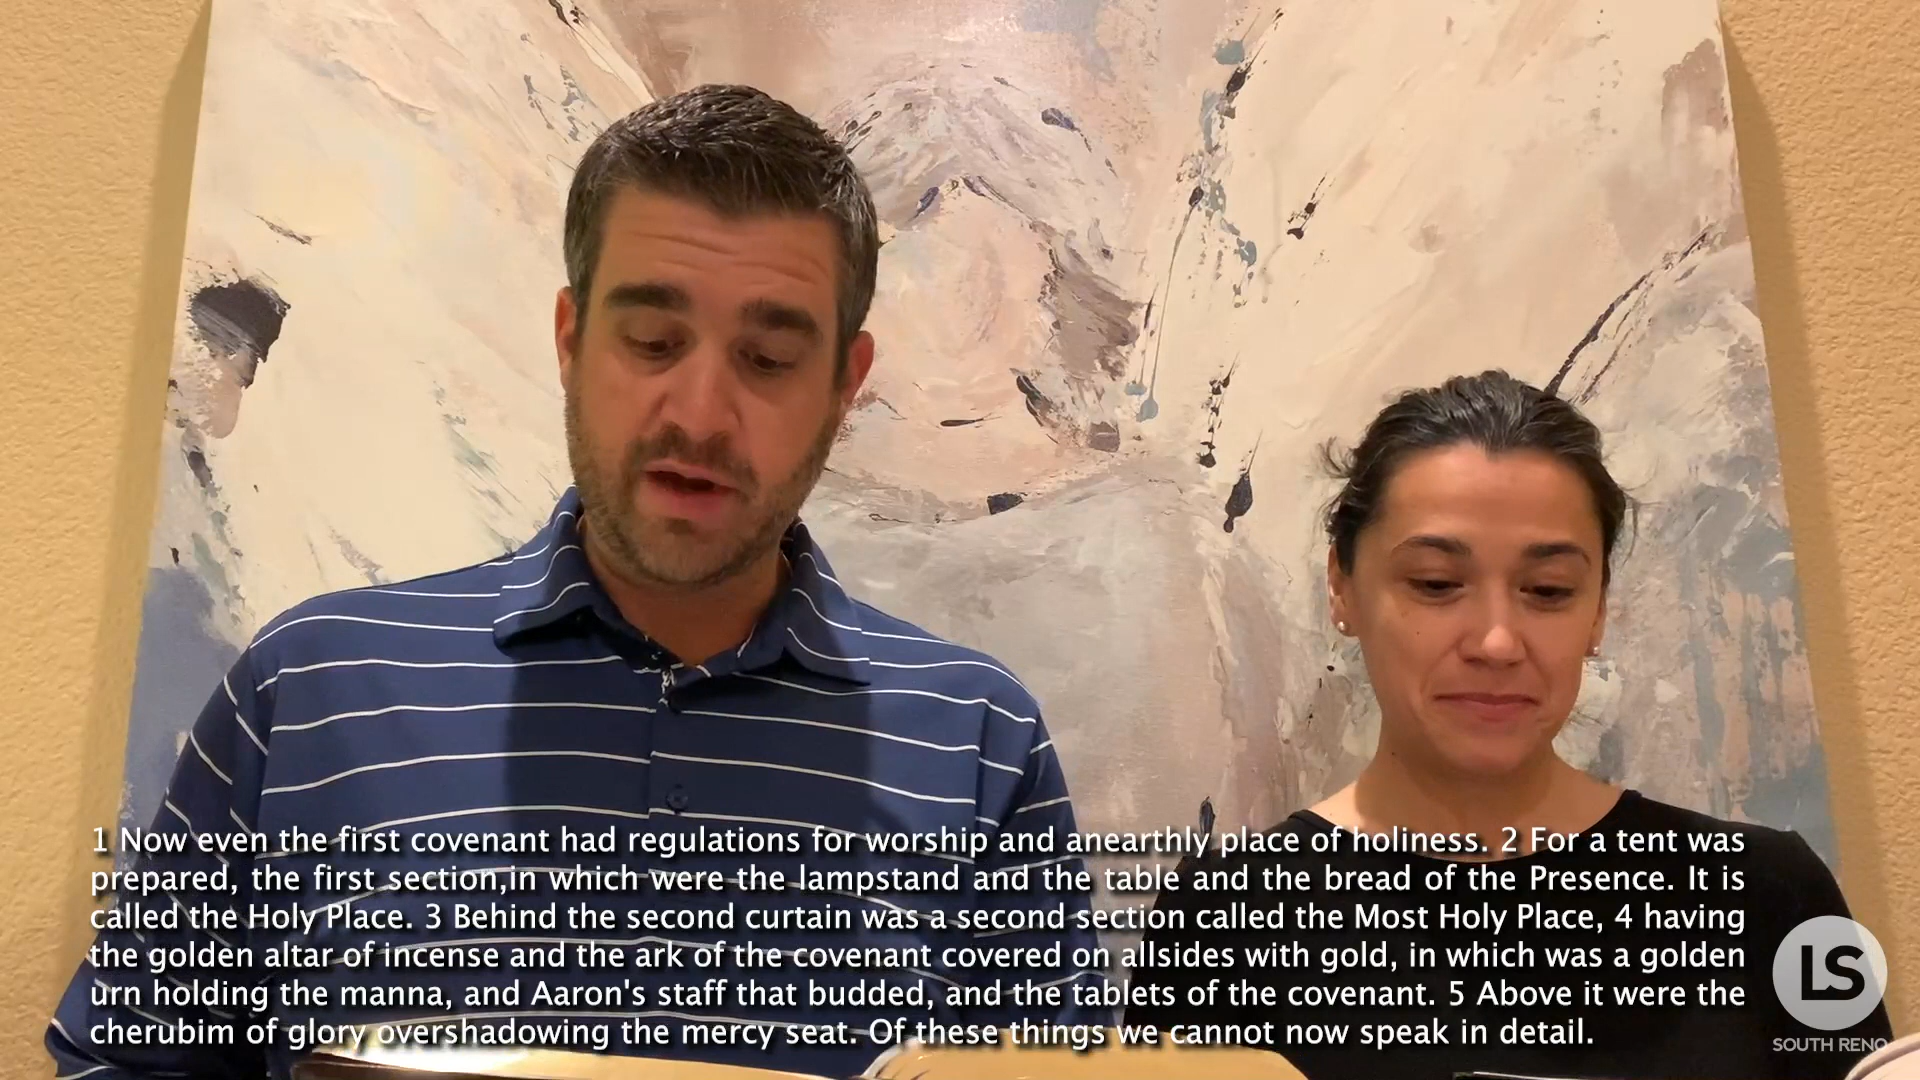 1 Now even the first covenant had regulations for worship and anearthly place of holiness. 2 For a tent was
prepared, the first section,in which were the lampstand and the table and the bread of the Presence. It is
called the Holy Place. 3 Behind the second curtain was a second section called the Most Holy Place, 4 having
the golden altar of incense and the ark of the covenant covered on allsides with gold, in which was a golden
urn holding the manna, and Aaron's staff that budded, and the tablets of the covenant. 5 Above it were the
cherubim of glory overshadowing the mercy seat. Of these things we cannot now speak in detail.
LS
SOUTH RENO